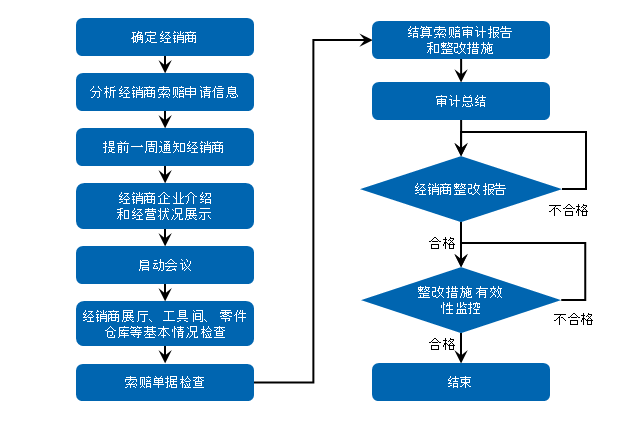 确定经销商
分析经销商索赔申请信息
提前一周通知经销商
经销商企业介绍
和经营状况展示
启动会议
经销商展厅、工具间、零件
仓库等基本情况检查
索赔单据检查
结算索赔审计报告
和整改措施
审计总结
经销商整改报告
不合格
合格
整改措施有效
性监控
不合格
合格
结束